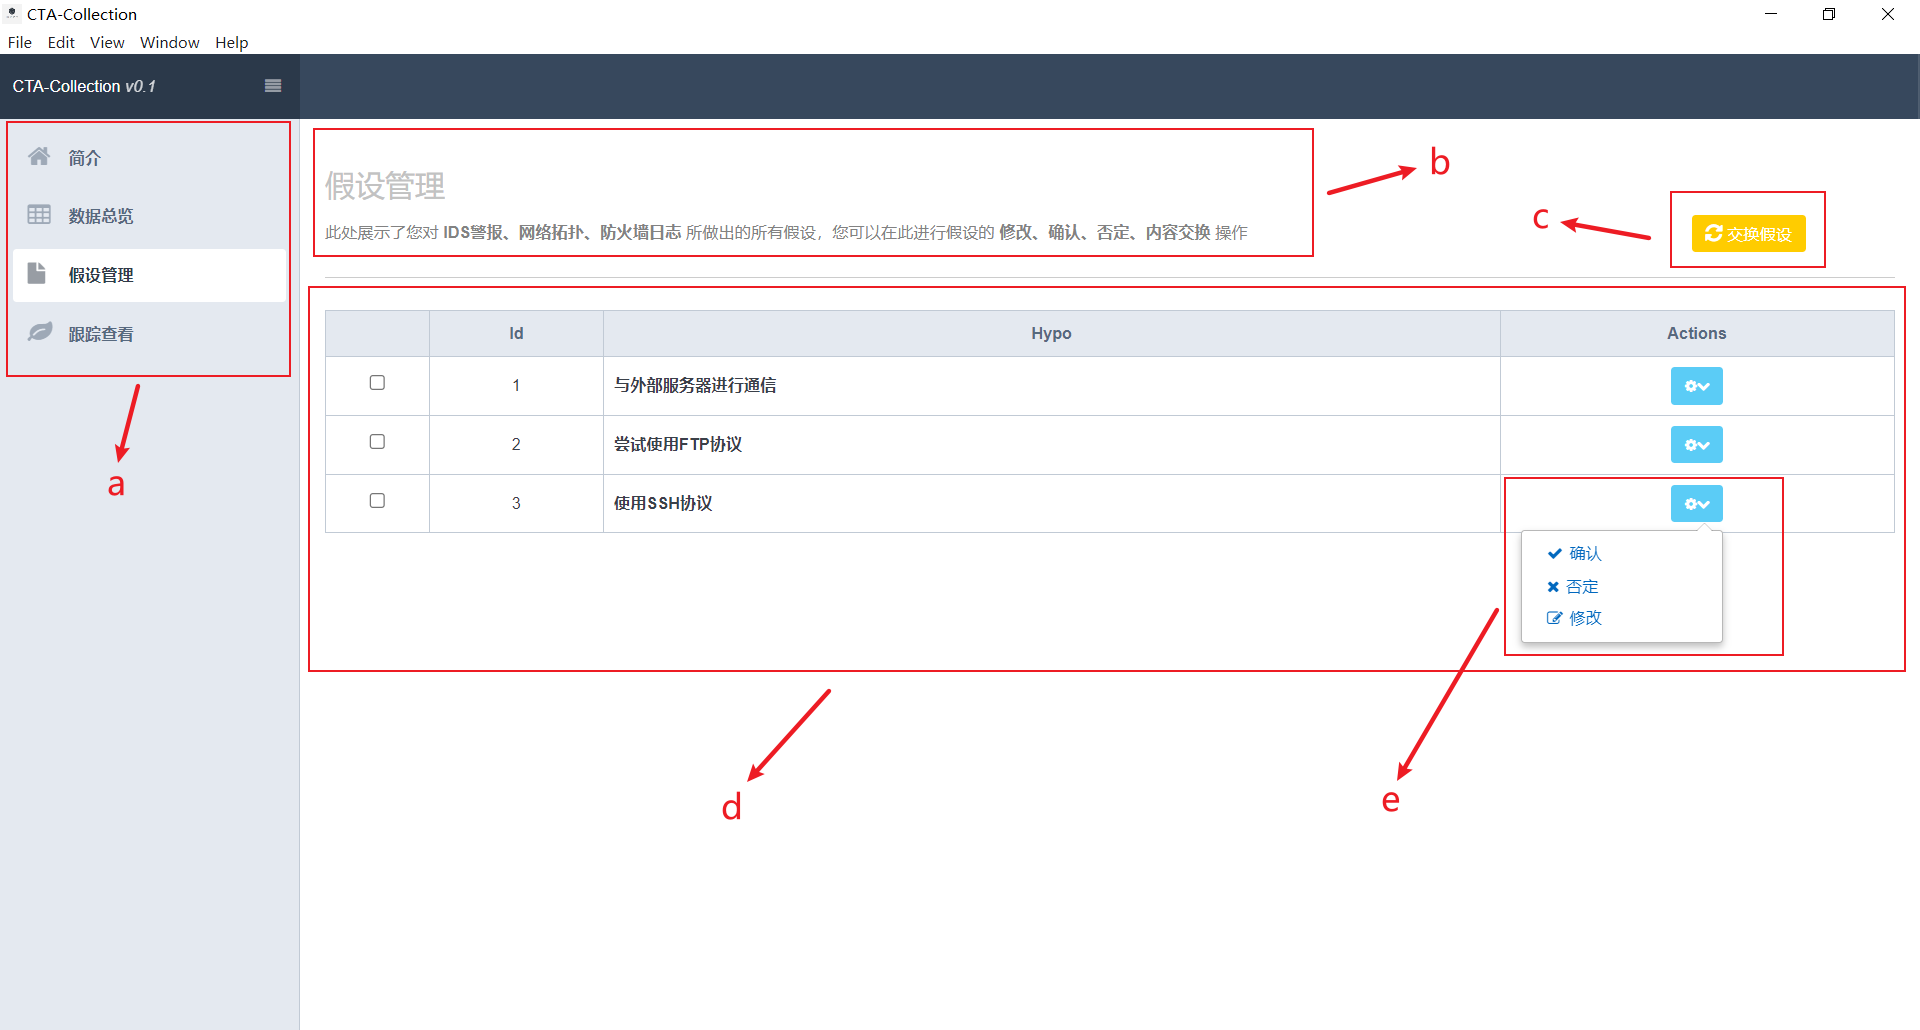 CTA-Collection
File Edit View Window Help
CTA-Collection v0.1
简介
数据总览
假设管理
跟踪查看
a
假设管理
此处展示了您对 IDS警报、网络拓扑、防火墙日志 所做出的所有假设，您可以在此进行假设的 修改、确认、否定、内容交换 操作
b
c
交换假设
Id Hypo Actions
1 与外部服务器进行通信
2 尝试使用FTP协议
3 使用SSH协议
确认
否定
修改
d
e